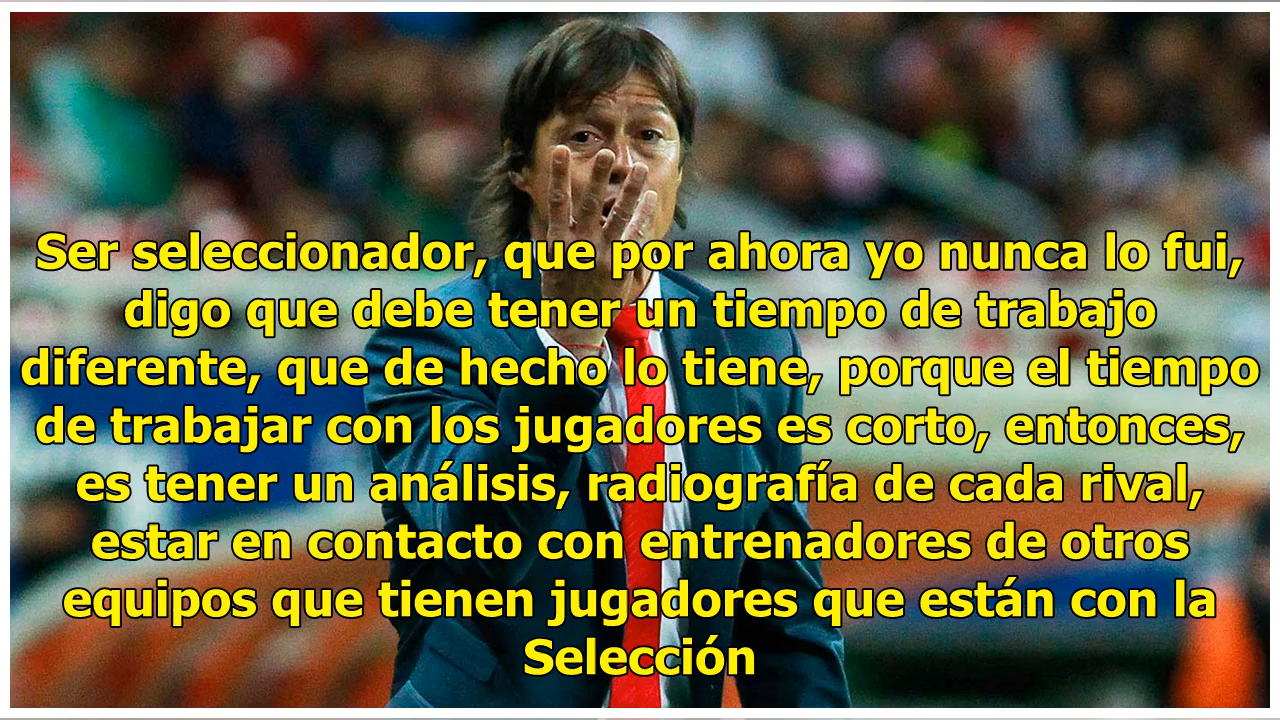 Ser seleccionador, que por ahora yo nunca lo fui,
digo que debe tener un tiempo de trabajo
diferente, que de hecho lo tiene, porque el tiempo
de trabajar con los jugadores es corto, entonces,
es tener un análisis, radiografía de cada rival,
estar en contacto con entrenadores de otros
equipos que tienen jugadores que están con la
Selección